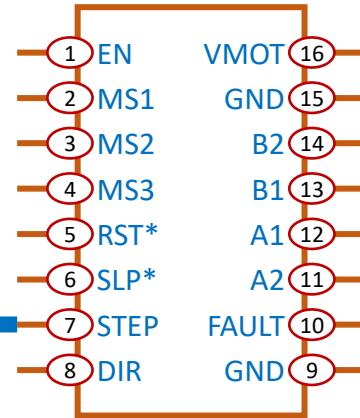 1 EN VMOT 16
2 MS1 GND 15
3 MS2 B2 14
4 MS3 B1 13
5 RST* A1 12
6 SLP* A2 11
7 STEP FAULT 10
8 DIR GND 9